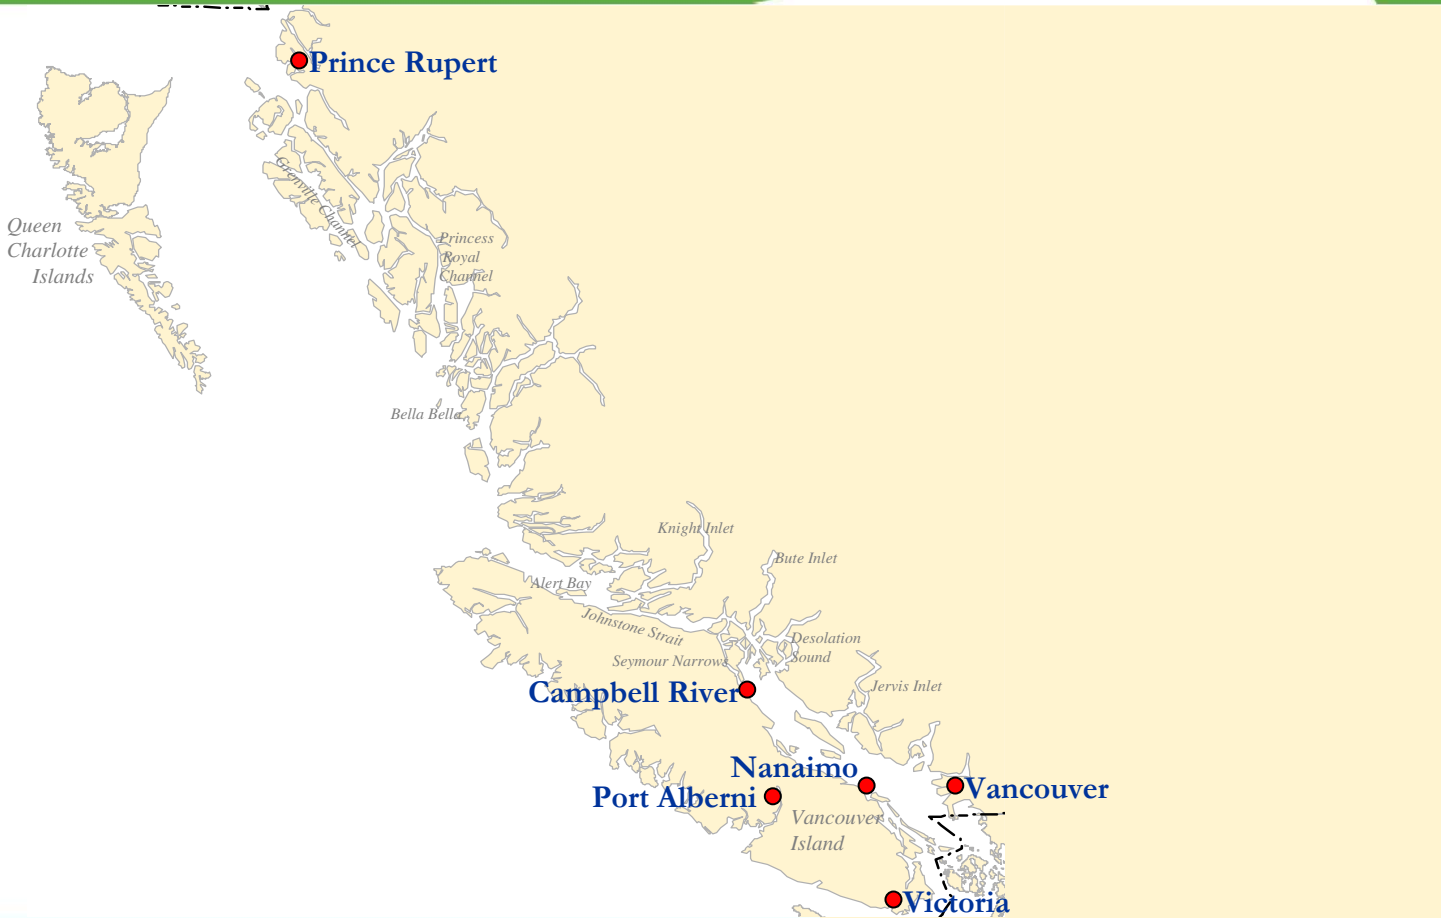 Prince Rupert
Grenville Channel
Queen
Charlotte
Islands
Princess
Royal
Channel
Bella Bella
Knight Inlet
Bute Inlet
Alert Bay
Johnstone Strait
Desolation
Sound
Seymour Narrows
Jervis Inlet
Campbell River
Nanaimo
Vancouver
Port Alberni
Vancouver
Island
Victoria